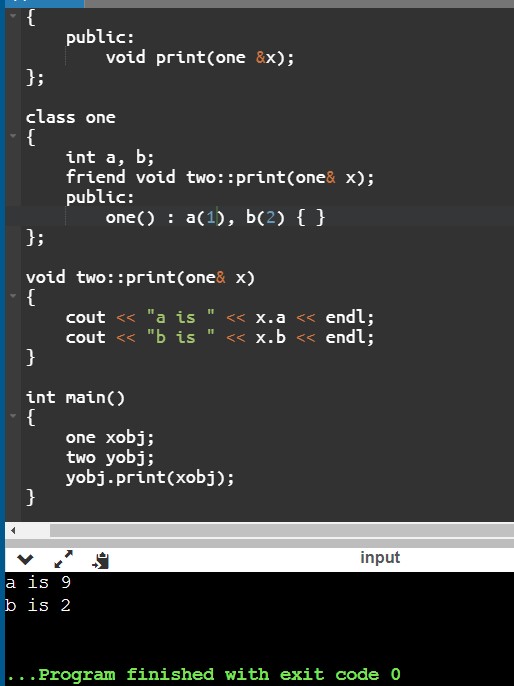 {
public:
void print(one &x);
};
class one
{
int a, b;
friend void two::print(one& x);
public:
one() : a(1), b(2) { }
};
void two::print(one& x)
{
cout << "a is " << x.a << endl;
cout << "b is " << x.b << endl;
}
int main()
{
one xobj;
two yobj;
yobj.print(xobj);
}
input
a is 9
b is 2
...Program finished with exit code 0